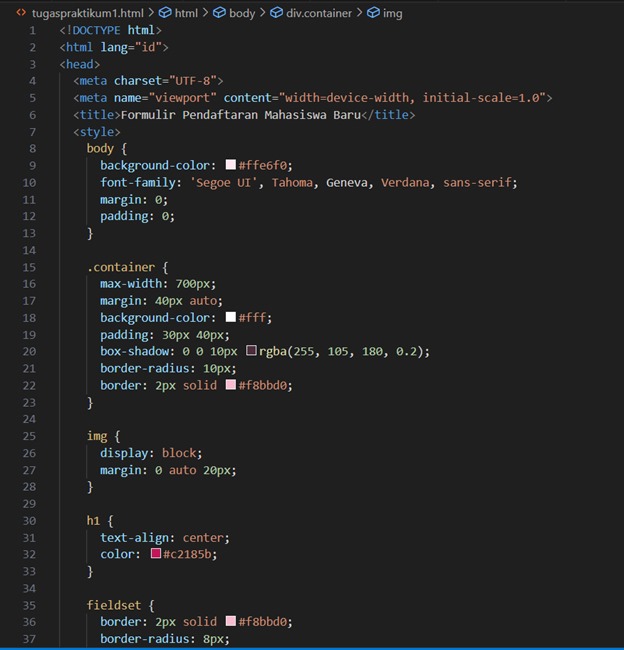 tugaspraktikum1.html > html > body > div.container > img
1 <!DOCTYPE html>
2 <html lang="id">
3 <head>
4 <meta charset="UTF-8">
5 <meta name="viewport" content="width=device-width, initial-scale=1.0">
6 <title>Formulir Pendaftaran Mahasiswa Baru</title>
7 <style>
8 body {
9 background-color: #ffe6f0;
10 font-family: 'Segoe UI', Tahoma, Geneva, Verdana, sans-serif;
11 margin: 0;
12 padding: 0;
13 }
14
15 .container {
16 max-width: 700px;
17 margin: 40px auto;
18 background-color: #fff;
19 padding: 30px 40px;
20 box-shadow: 0 0 10px rgba(255, 105, 180, 0.2);
21 border-radius: 10px;
22 border: 2px solid #f8bbd0;
23 }
24
25 img {
26 display: block;
27 margin: 0 auto 20px;
28 }
29
30 h1 {
31 text-align: center;
32 color: #c2185b;
33 }
34
35 fieldset {
36 border: 2px solid #f8bbd0;
37 border-radius: 8px;